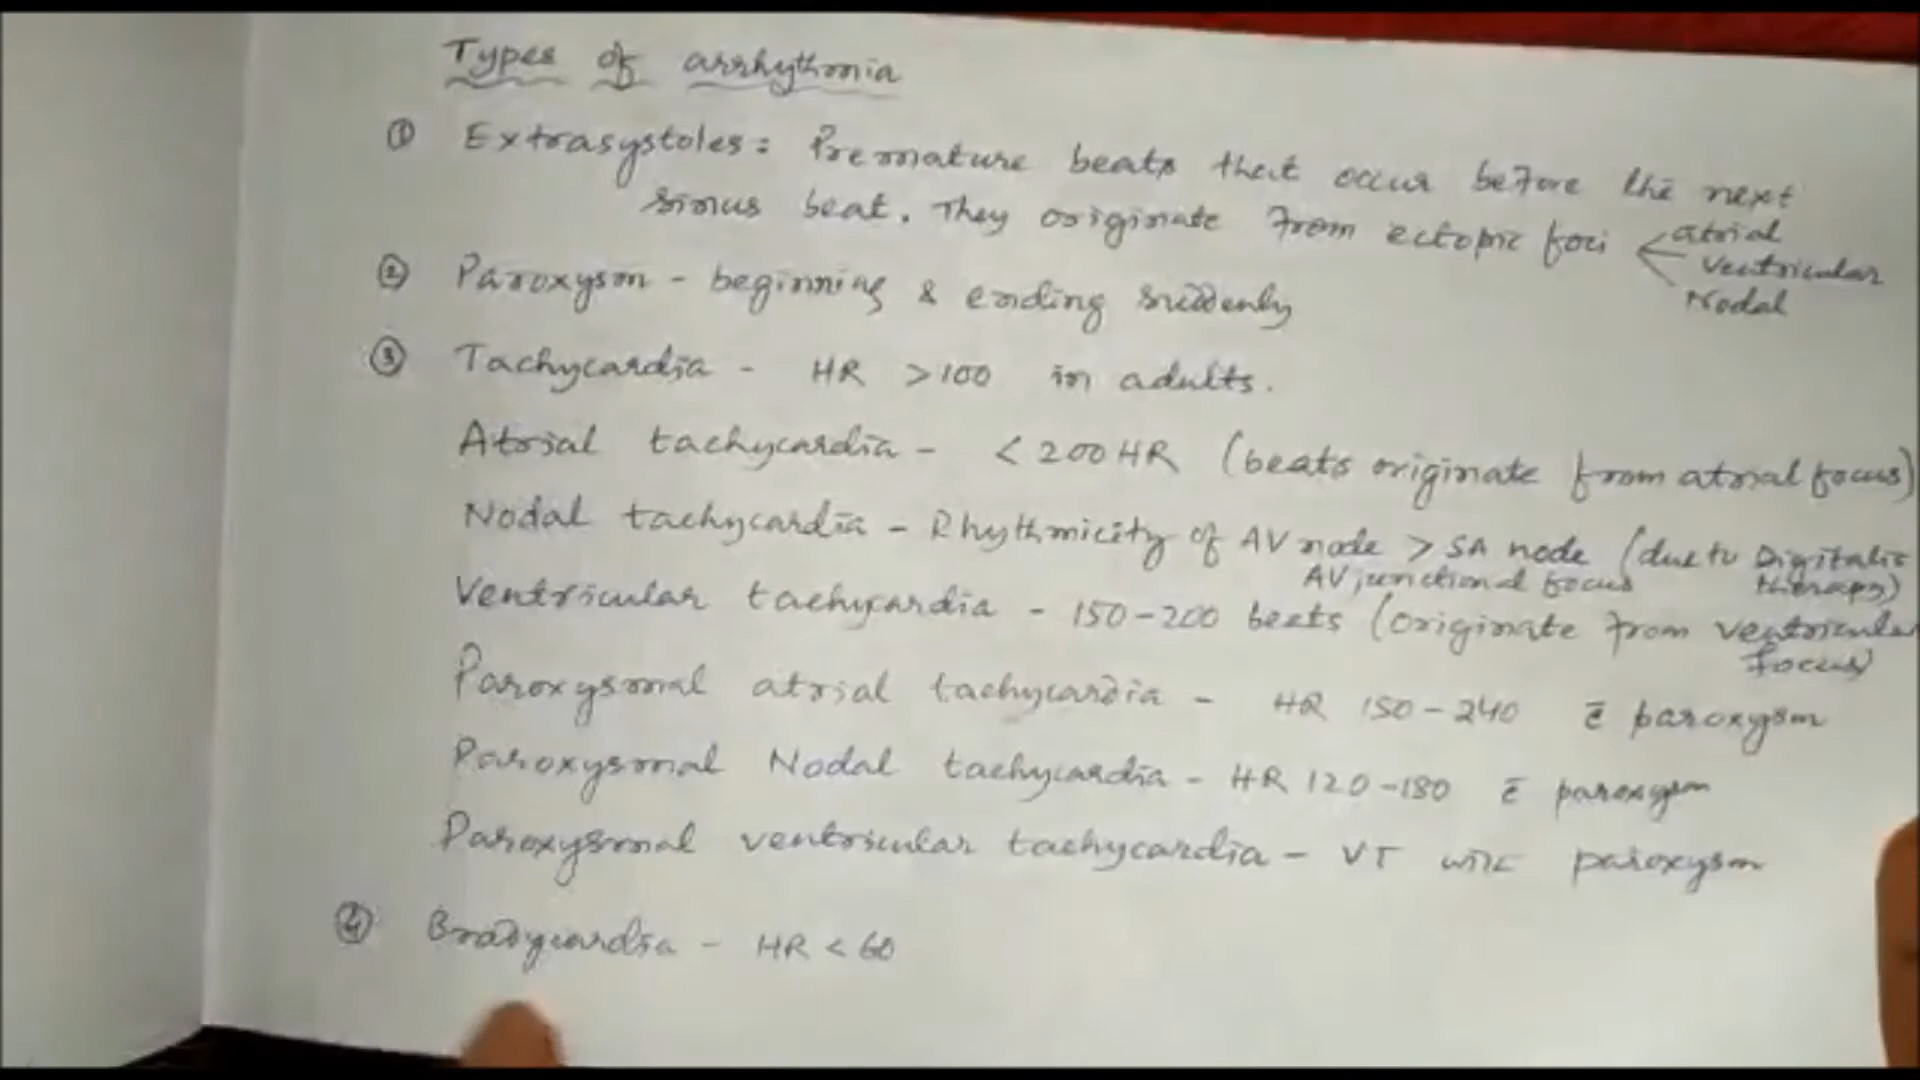 Types of arrhythmia
① Extrasystoles: Premature beats that occur before the next
sinus beat. They originate from ectopic foci < atrial
ventricular
Nodal
② Paroxysm - beginning & ending suddenly
③ Tachycardia - HR >100 in adults.
Atrial tachycardia - < 200 HR (beats originate from atrial focus)
Nodal tachycardia - Rhythmicity of AV node > SA node (due to Digitalis
AV junctional focus therapy)
Ventricular tachycardia - 150-200 beats (originate from ventricular
focus)
Paroxysmal atrial tachycardia - HR 150-240 c̄ paroxysm
Paroxysmal Nodal tachycardia - HR 120-180 c̄ paroxysm
Paroxysmal ventricular tachycardia - VT with paroxysm
④ Bradycardia - HR < 60